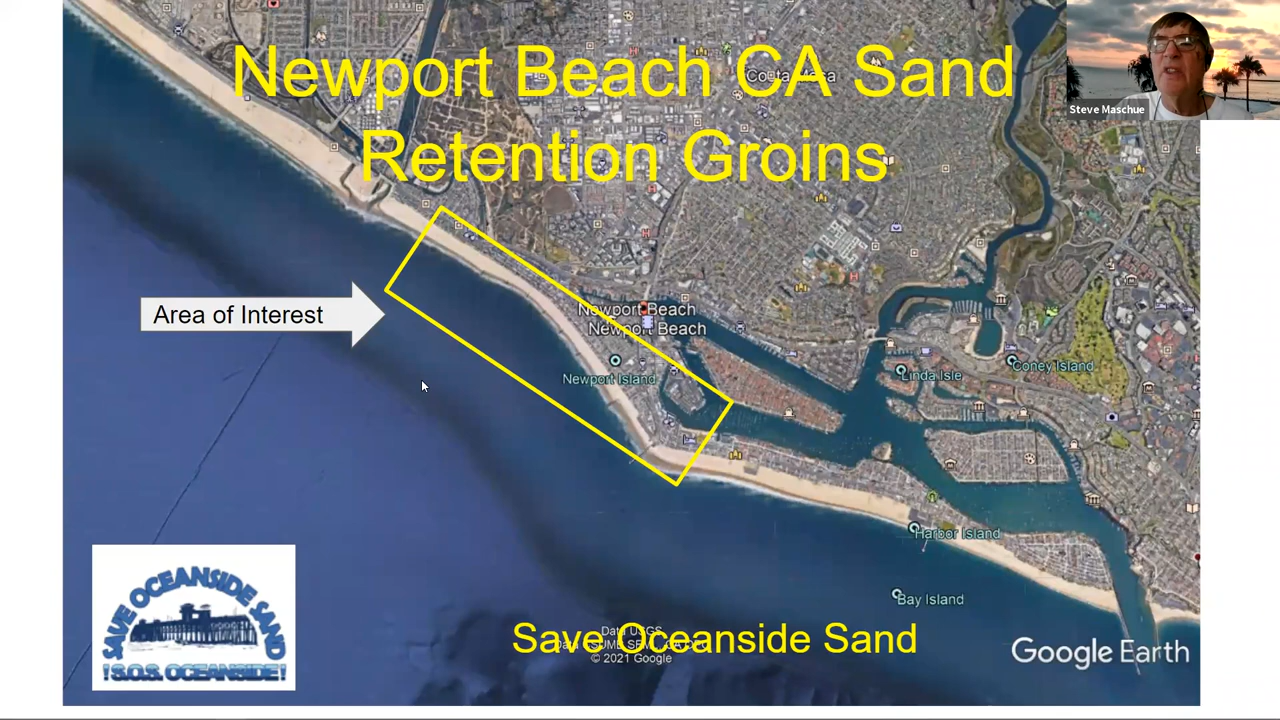 Newport Beach CA Sand
Retention Groins
Costa Mesa
Steve Maschue
Area of Interest
Newport Beach
Newport Beach
Newport Island
Linda Isle
Coney Island
Harbor Island
Bay Island
SAVE OCEANSIDE SAND
! S.O.S. OCEANSIDE !
Save Oceanside Sand
Data USGS
© 2021 Google
Google Earth